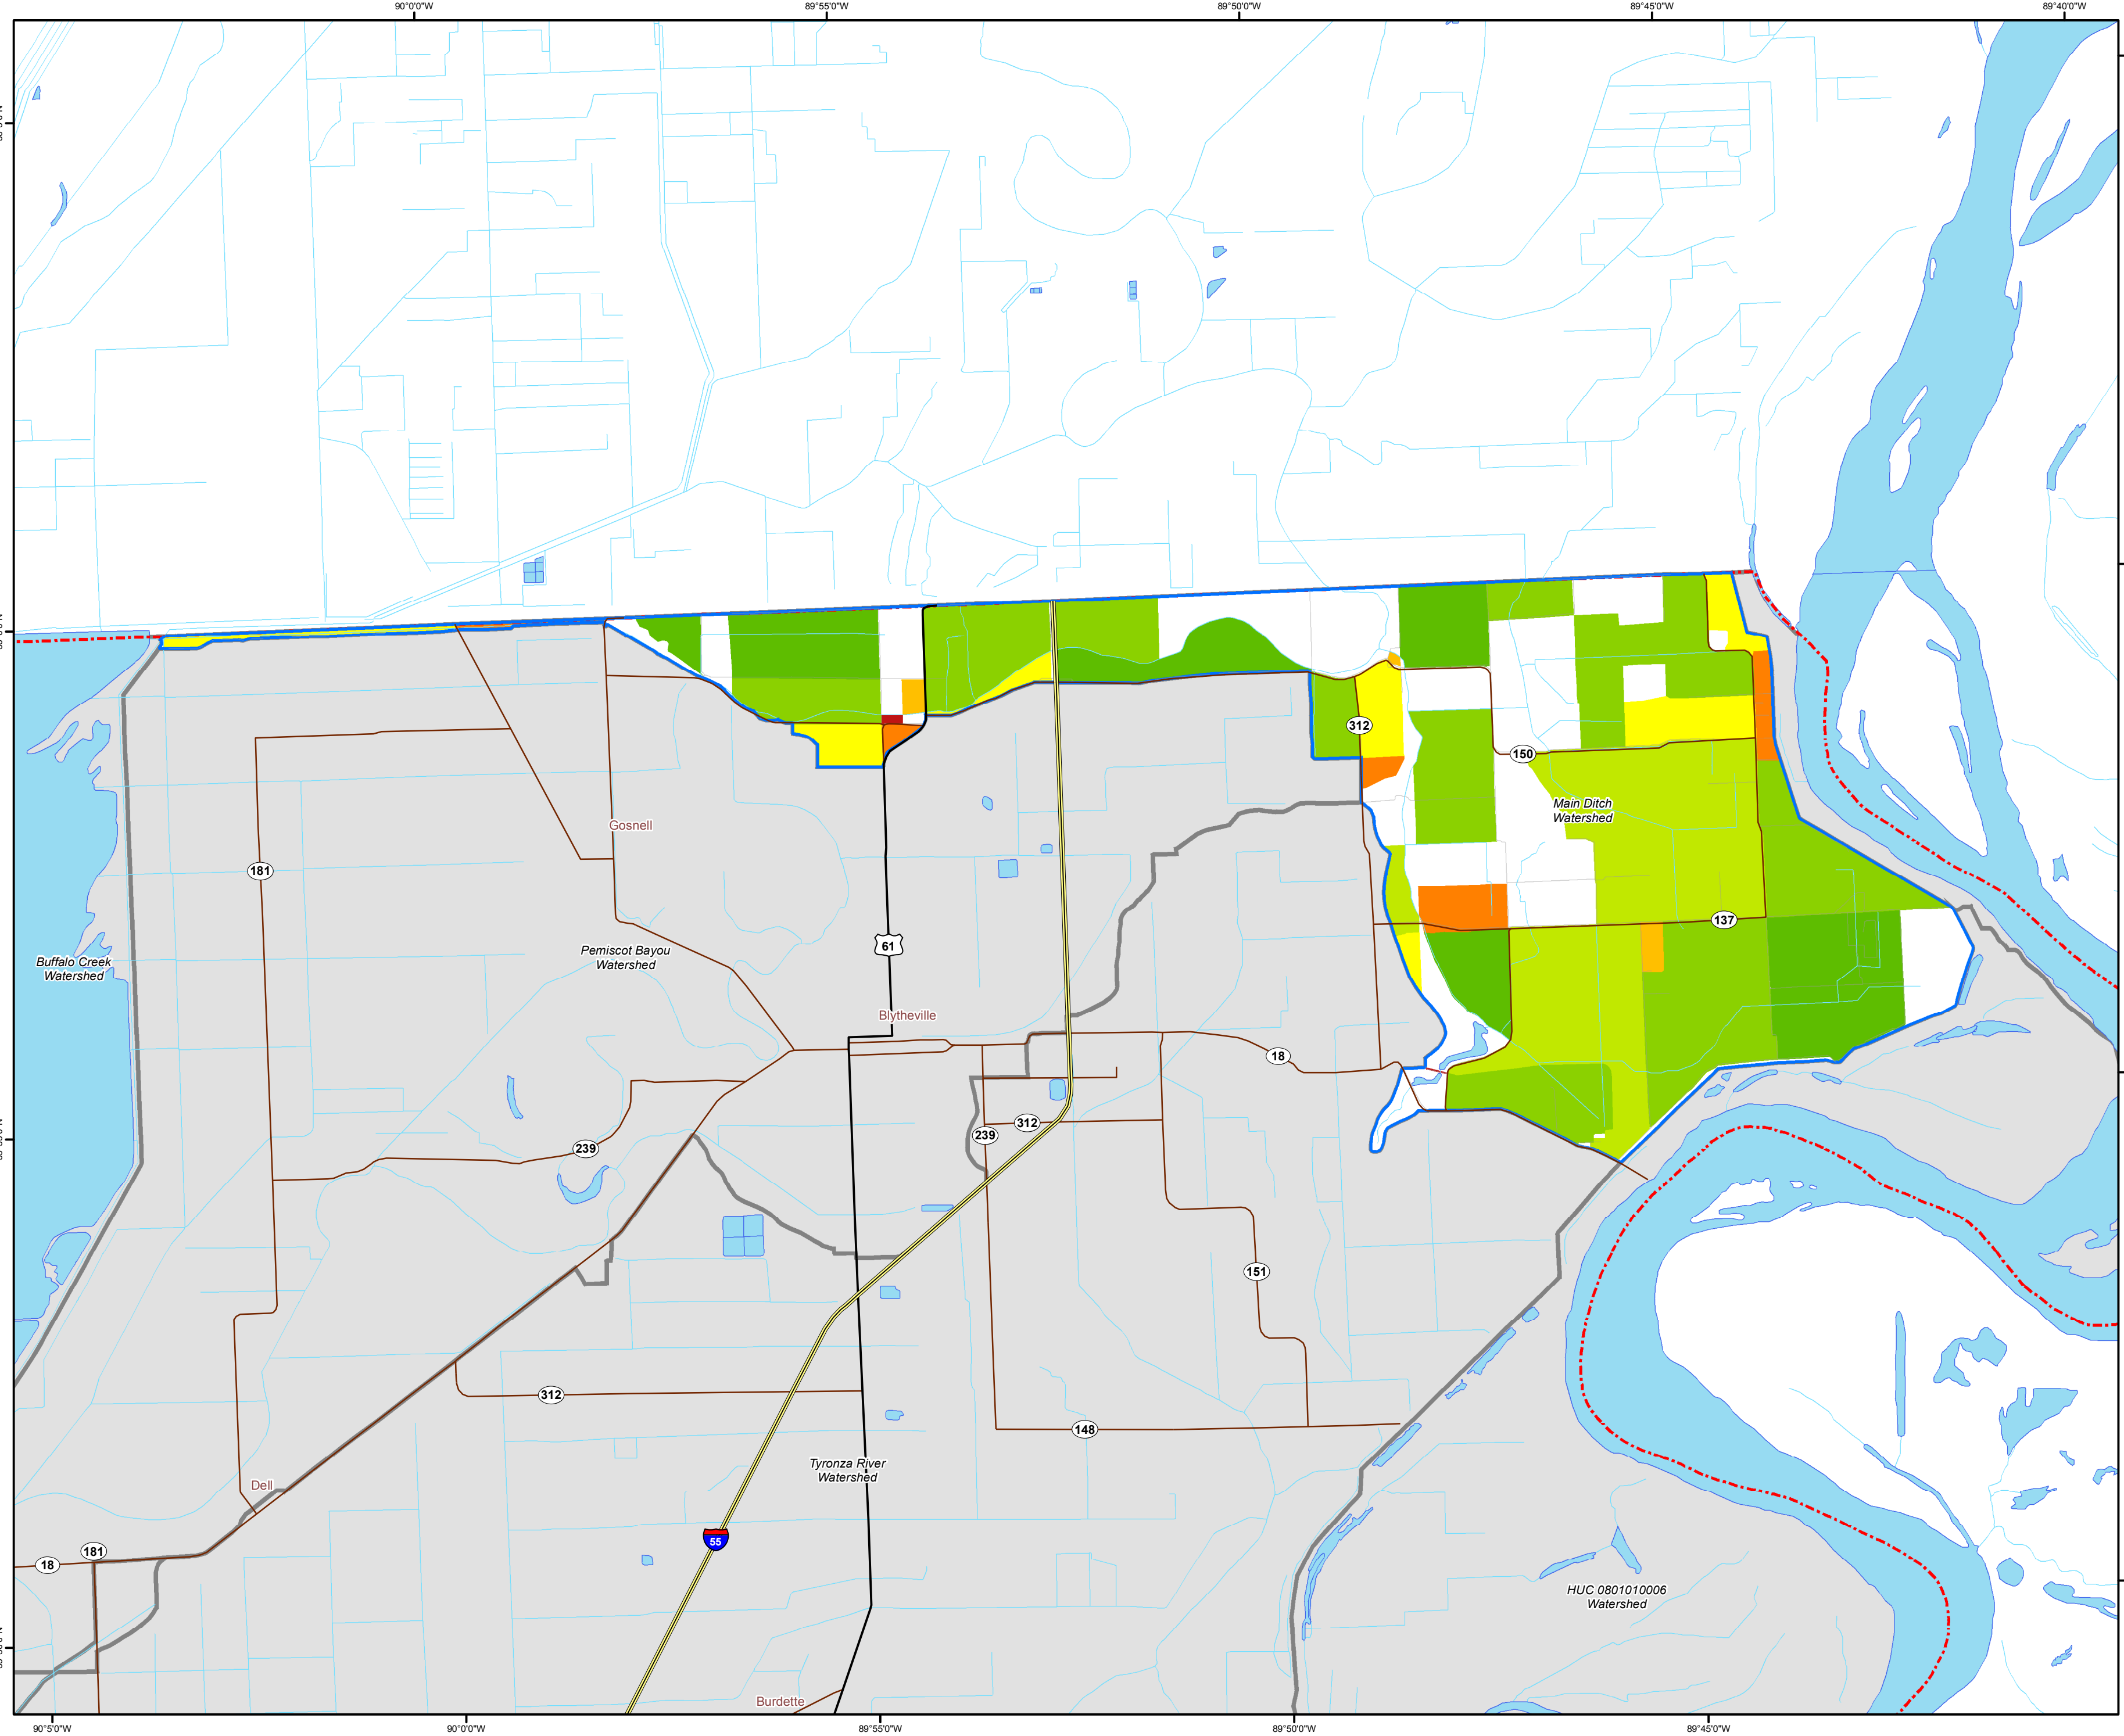 90°0'0"W
89°55'0"W
89°50'0"W
89°45'0"W
89°40'0"W
312
150
Main Ditch
Watershed
Gosnell
181
137
61
Pemiscot Bayou
Watershed
Buffalo Creek
Watershed
Blytheville
18
312
239
239
151
312
148
Tyronza River
Watershed
Dell
55
181
18
HUC 0801010006
Watershed
Burdette
90°5'0"W
90°0'0"W
89°55'0"W
89°50'0"W
89°45'0"W